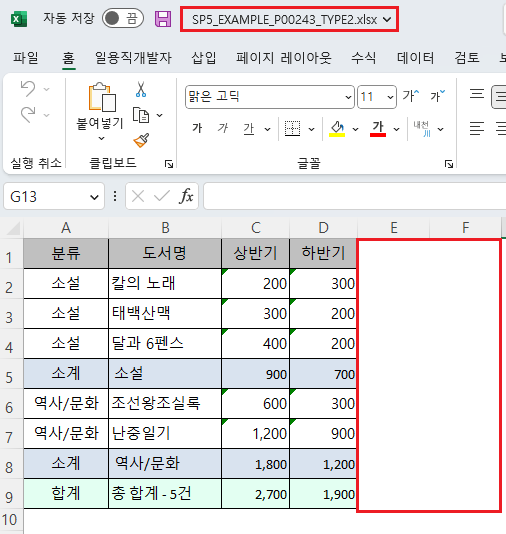 자동 저장 끔 SP5_EXAMPLE_P00243_TYPE2.xlsx
파일 홈 일용직개발자 삽입 페이지 레이아웃 수식 데이터 검토
붙여넣기 맑은 고딕 11 가 가
가 가 가 가 내천 가
실행 취소 클립보드 글꼴
G13 fx
A B C D E F
1 분류 도서명 상반기 하반기
2 소설 칼의 노래 200 300
3 소설 태백산맥 300 200
4 소설 달과 6펜스 400 200
5 소계 소설 900 700
6 역사/문화 조선왕조실록 600 300
7 역사/문화 난중일기 1,200 900
8 소계 역사/문화 1,800 1,200
9 합계 총 합계 - 5건 2,700 1,900
10